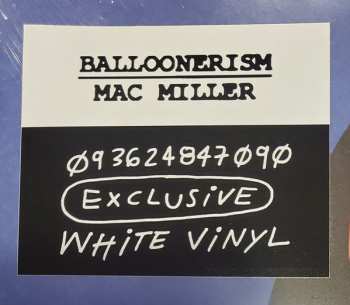 BALLOONERISM
MAC MILLER
093624847090
EXCLUSiVE
WHiTE ViNYL